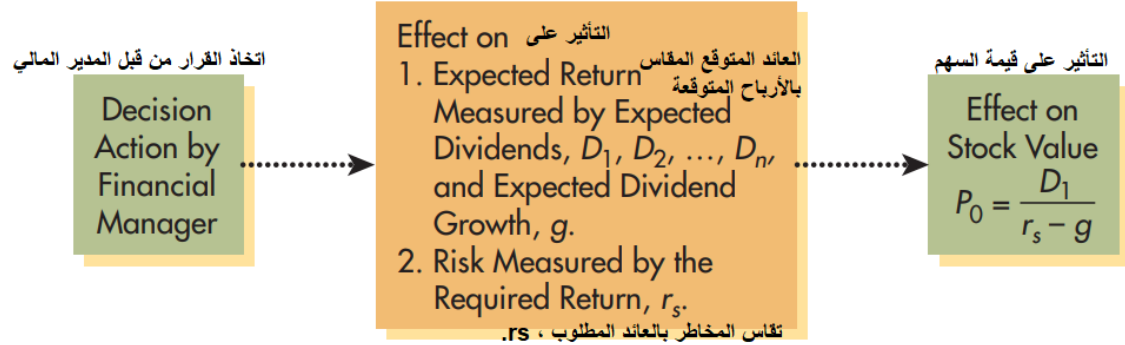 اتخاذ القرار من قبل المدير المالي
Decision
Action by
Financial
Manager
Effect on التأثير على
1. Expected Return العائد المتوقع المقاس
Measured by Expected بالأرباح المتوقعة
Dividends, D₁, D₂, …, Dₙ,
and Expected Dividend
Growth, g.
2. Risk Measured by the
Required Return, rₛ.
تقاس المخاطر بالعائد المطلوب ، rs.
التأثير على قيمة السهم
Effect on
Stock Value
P₀ = D₁ / (rₛ − g)